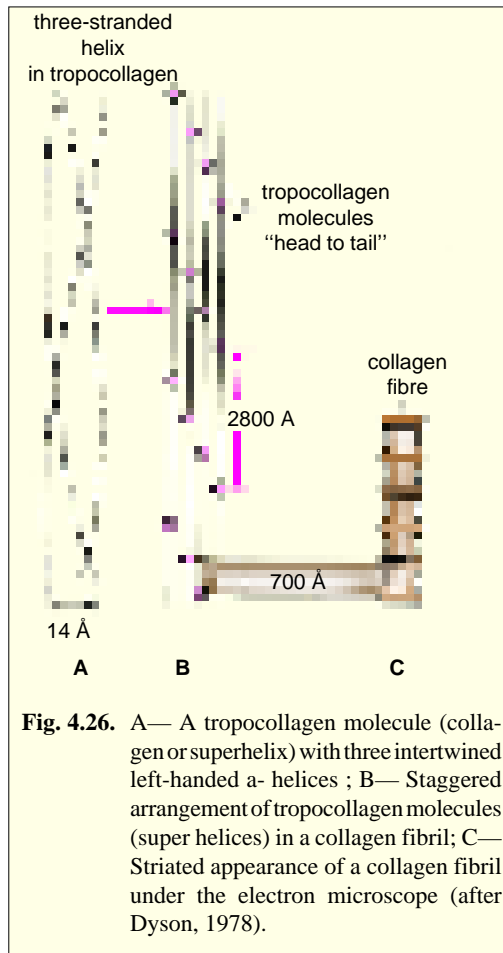 three-stranded
helix
in tropocollagen
tropocollagen
molecules
“head to tail”
collagen
fibre
2800 A
700 Å
14 Å
A B C
Fig. 4.26. A— A tropocollagen molecule (colla-
gen or superhelix) with three intertwined
left-handed a- helices ; B— Staggered
arrangement of tropocollagen molecules
(super helices) in a collagen fibril; C—
Striated appearance of a collagen fibril
under the electron microscope (after
Dyson, 1978).